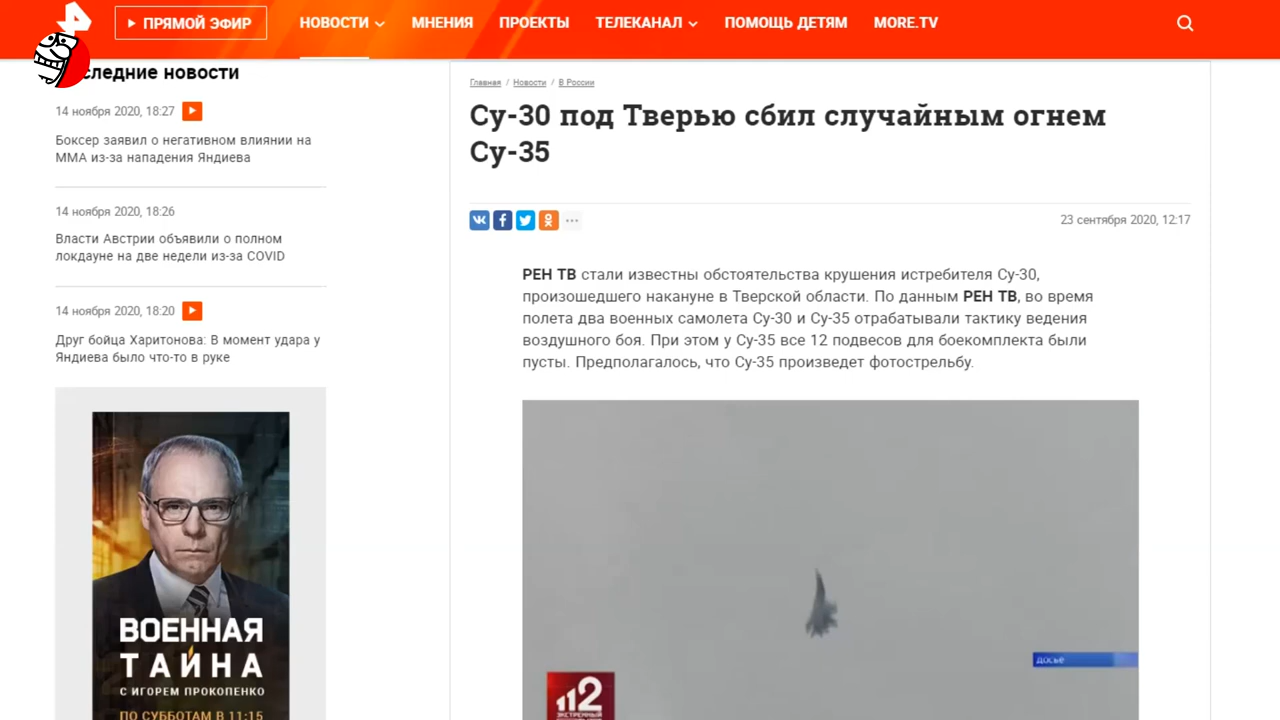 ПРЯМОЙ ЭФИР
НОВОСТИ
МНЕНИЯ
ПРОЕКТЫ
ТЕЛЕКАНАЛ
ПОМОЩЬ ДЕТЯМ
MORE.TV
следние новости
14 ноября 2020, 18:27
Боксер заявил о негативном влиянии на
ММА из-за нападения Яндиева
14 ноября 2020, 18:26
Власти Австрии объявили о полном
локдауне на две недели из-за COVID
14 ноября 2020, 18:20
Друг бойца Харитонова: В момент удара у
Яндиева было что-то в руке
ВОЕННАЯ
ТАЙНА
С ИГОРЕМ ПРОКОПЕНКО
ПО СУББОТАМ В 11:15
Главная / Новости / В России
Су-30 под Тверью сбил случайным огнем
Су-35
23 сентября 2020, 12:17
РЕН ТВ стали известны обстоятельства крушения истребителя Су-30,
произошедшего накануне в Тверской области. По данным РЕН ТВ, во время
полета два военных самолета Су-30 и Су-35 отрабатывали тактику ведения
воздушного боя. При этом у Су-35 все 12 подвесов для боекомплекта были
пусты. Предполагалось, что Су-35 произведет фотострельбу.
досье
112
ЭКСТРЕННЫЙ